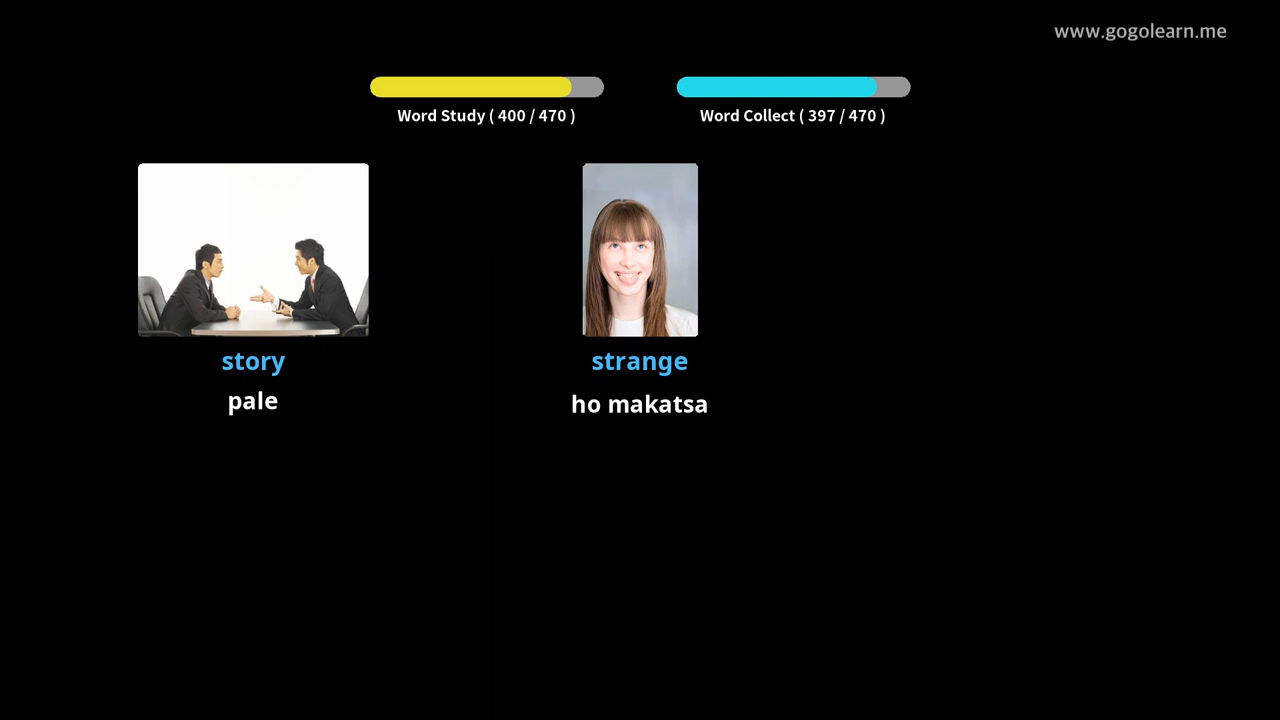 www.gogolearn.me
Word Study ( 400 / 470 )
Word Collect ( 397 / 470 )
story
pale
strange
ho makatsa